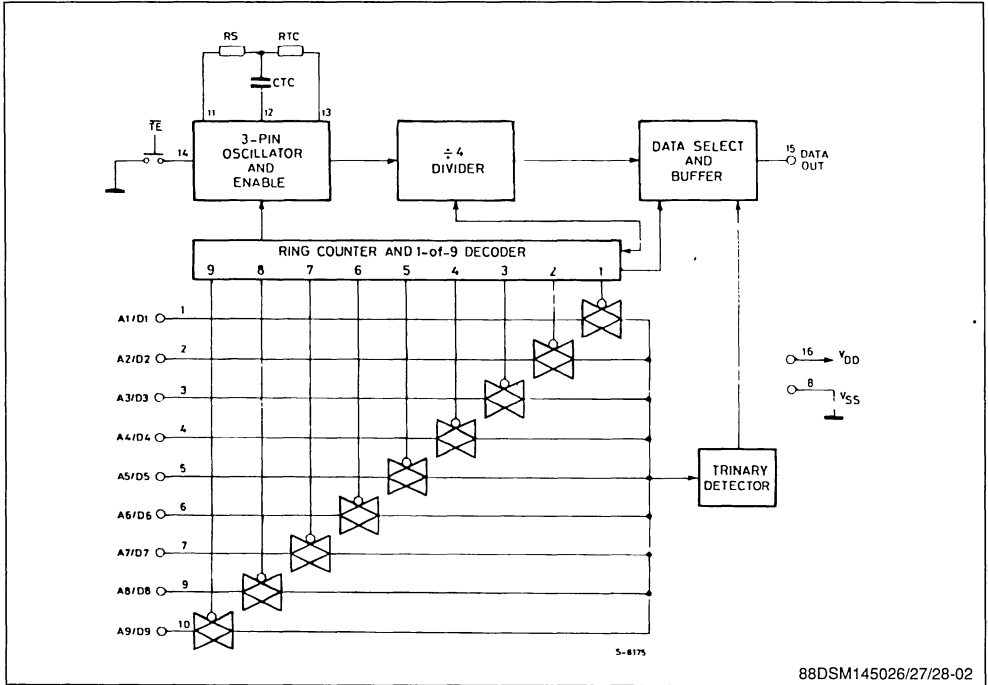 RS RTC
CTC
11 12 13
TE
14
3-PIN
OSCILLATOR
AND
ENABLE
÷4
DIVIDER
DATA SELECT
AND
BUFFER
15
DATA
OUT
RING COUNTER AND 1-of-9 DECODER
9 8 7 6 5 4 3 2 1
A1/D1 1
A2/D2 2
A3/D3 3
A4/D4 4
A5/D5 5
A6/D6 6
A7/D7 7
A8/D8 9
A9/D9 10
16 VDD
8 VSS
TRINARY
DETECTOR
S-8175
88DSM145026/27/28-02